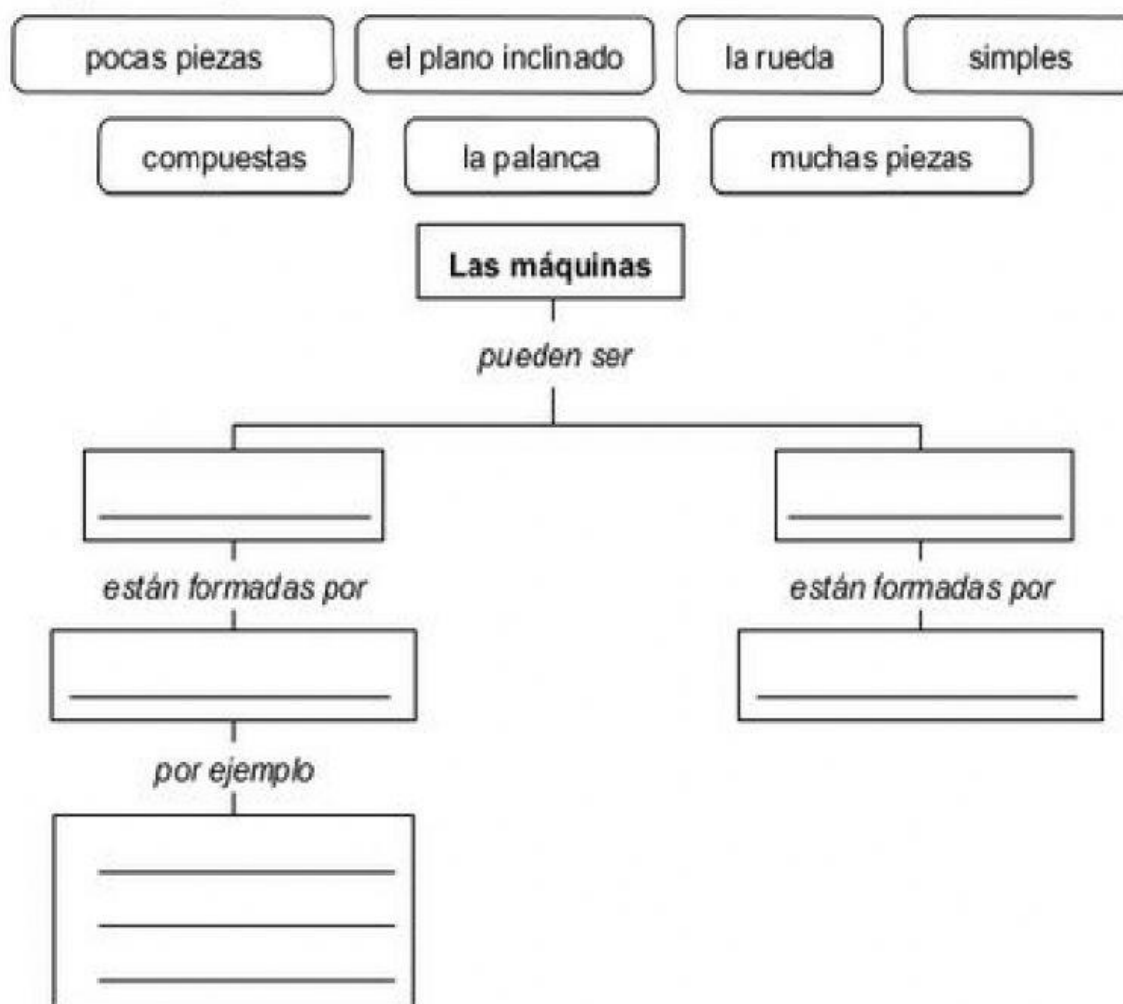 pocas piezas el plano inclinado la rueda simples
compuestas la palanca muchas piezas
Las máquinas
pueden ser
están formadas por están formadas por
por ejemplo